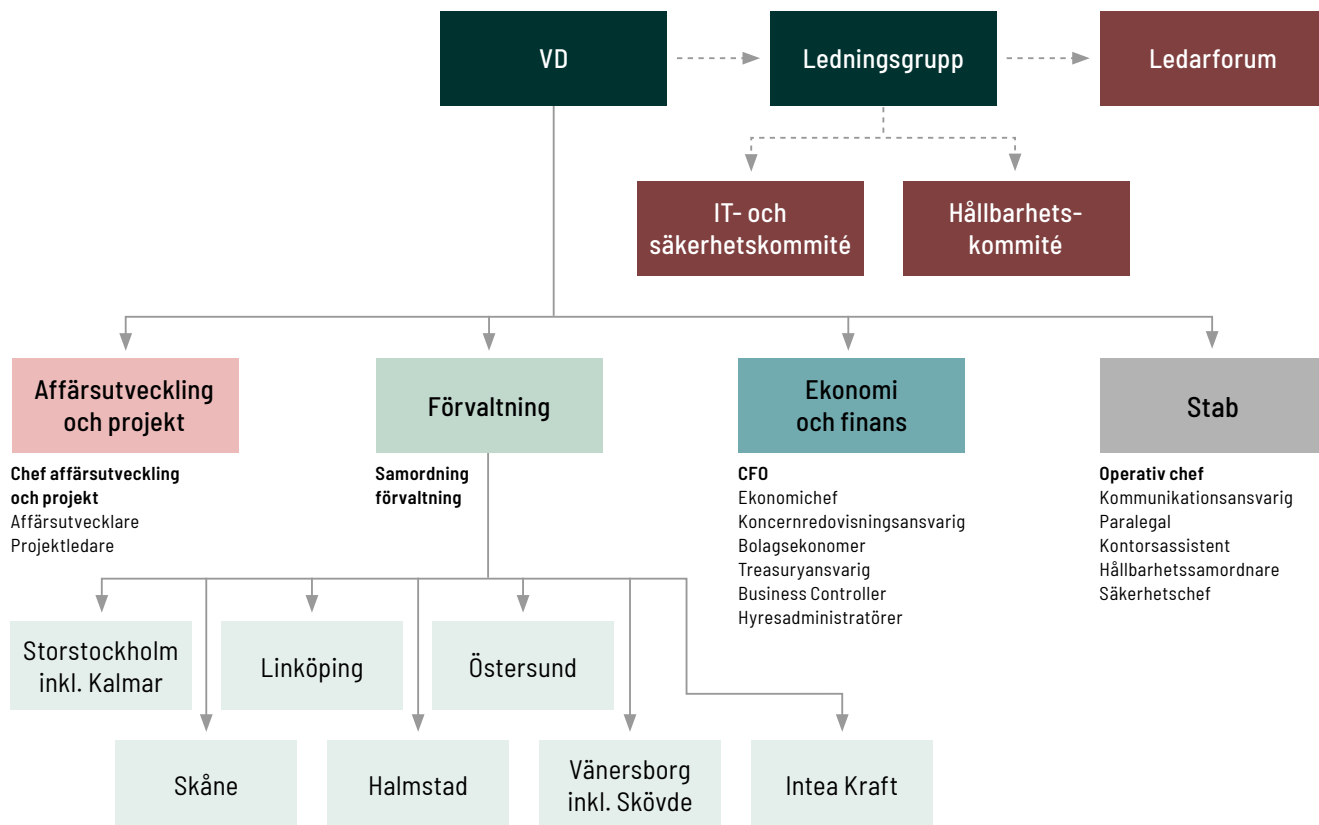 VD
Ledningsgrupp
Ledarforum
IT- och
säkerhetskommité
Hållbarhets-
kommité
Affärsutveckling
och projekt
Chef affärsutveckling
och projekt
Affärsutvecklare
Projektledare
Förvaltning
Samordning
förvaltning
Ekonomi
och finans
CFO
Ekonomichef
Koncernredovisningsansvarig
Bolagsekonomer
Treasuryansvarig
Business Controller
Hyresadministratörer
Stab
Operativ chef
Kommunikationsansvarig
Paralegal
Kontorsassistent
Hållbarhetssamordnare
Säkerhetschef
Storstockholm
inkl. Kalmar
Linköping
Östersund
Skåne
Halmstad
Vänersborg
inkl. Skövde
Intea Kraft